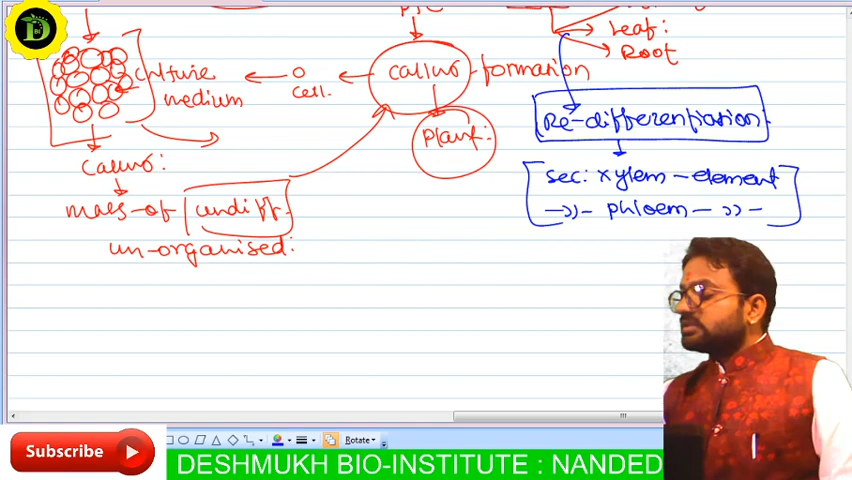 PTC
Leaf:
Root
culture
medium
O
cell.
callus - formation
Plant:
Callus:
mass-of undiff.
un-organised:
Re-differentiation
sec: xylem - element
->>- phloem - >> -
D
Rotate
Subscribe
DESHMUKH BIO-INSTITUTE : NANDED